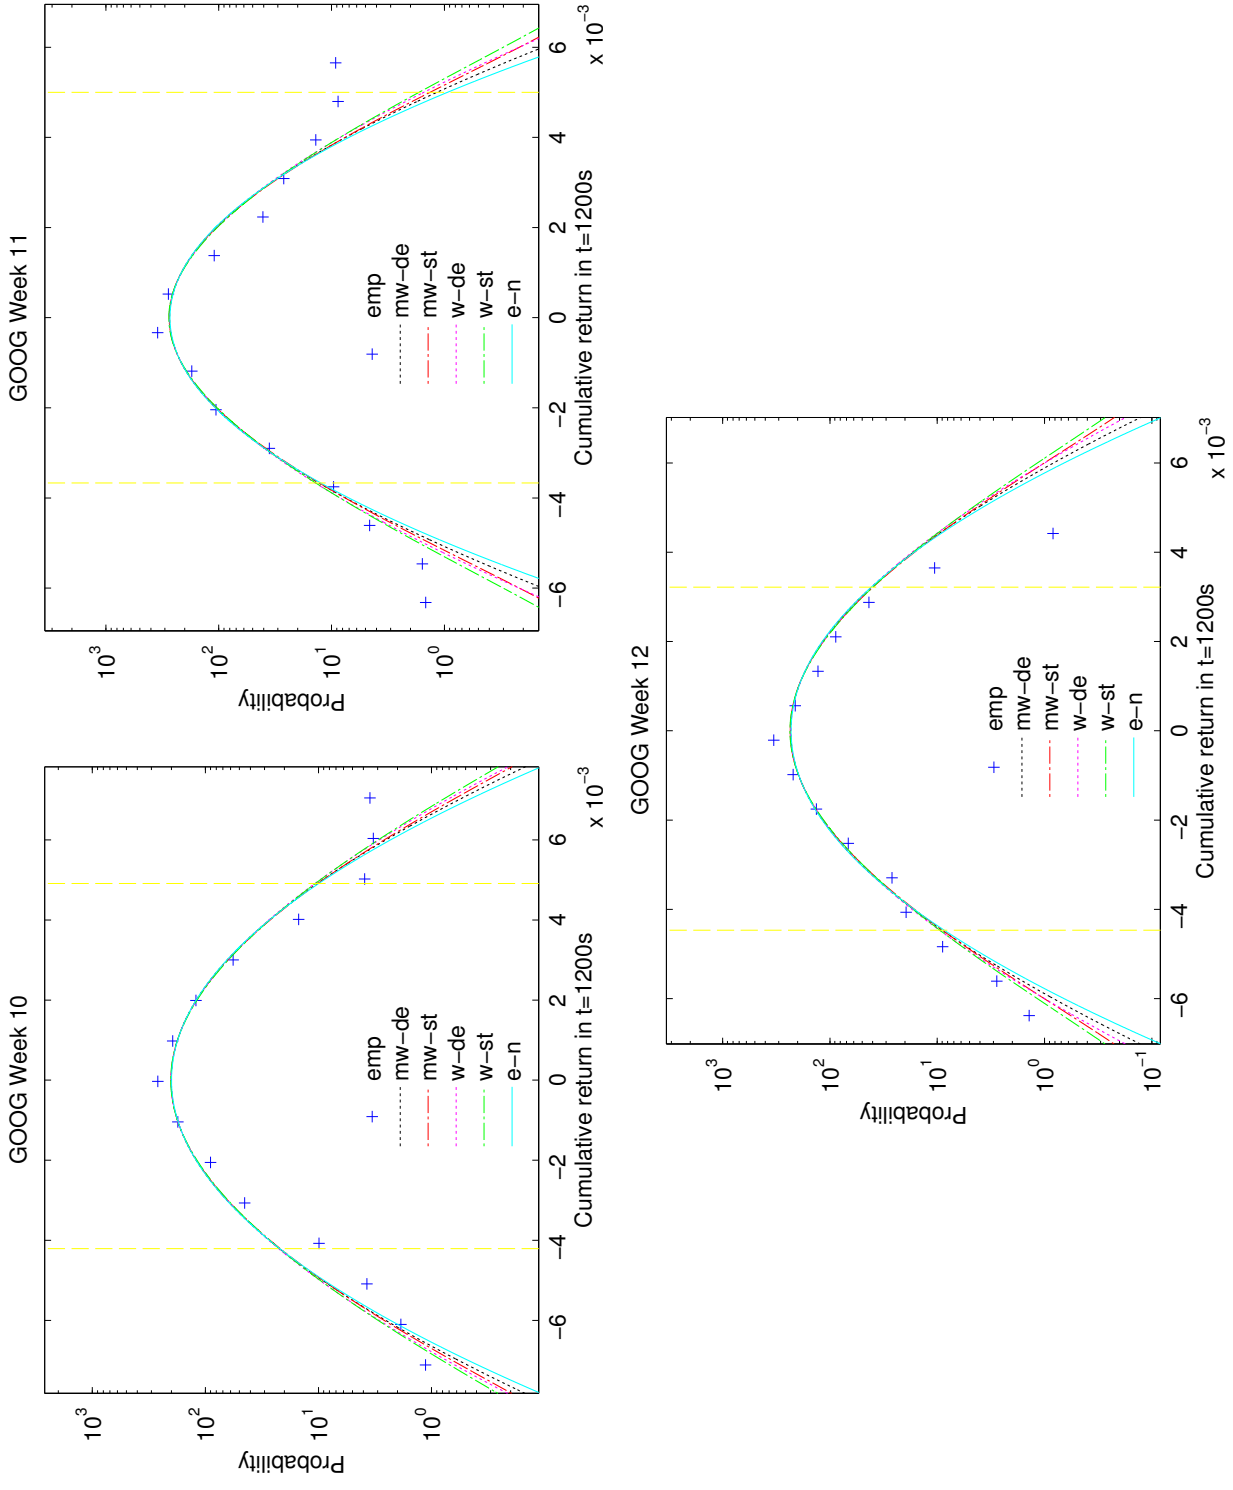 GOOG Week 10
10^3
10^2
10^1
10^0
Probability
emp
mw−de
mw−st
w−de
w−st
e−n
−6
−4
−2
0
2
4
6
x 10^−3
Cumulative return in t=1200s
GOOG Week 11
10^3
10^2
10^1
10^0
Probability
emp
mw−de
mw−st
w−de
w−st
e−n
−6
−4
−2
0
2
4
6
x 10^−3
Cumulative return in t=1200s
GOOG Week 12
10^3
10^2
10^1
10^0
10^−1
Probability
emp
mw−de
mw−st
w−de
w−st
e−n
−6
−4
−2
0
2
4
6
x 10^−3
Cumulative return in t=1200s